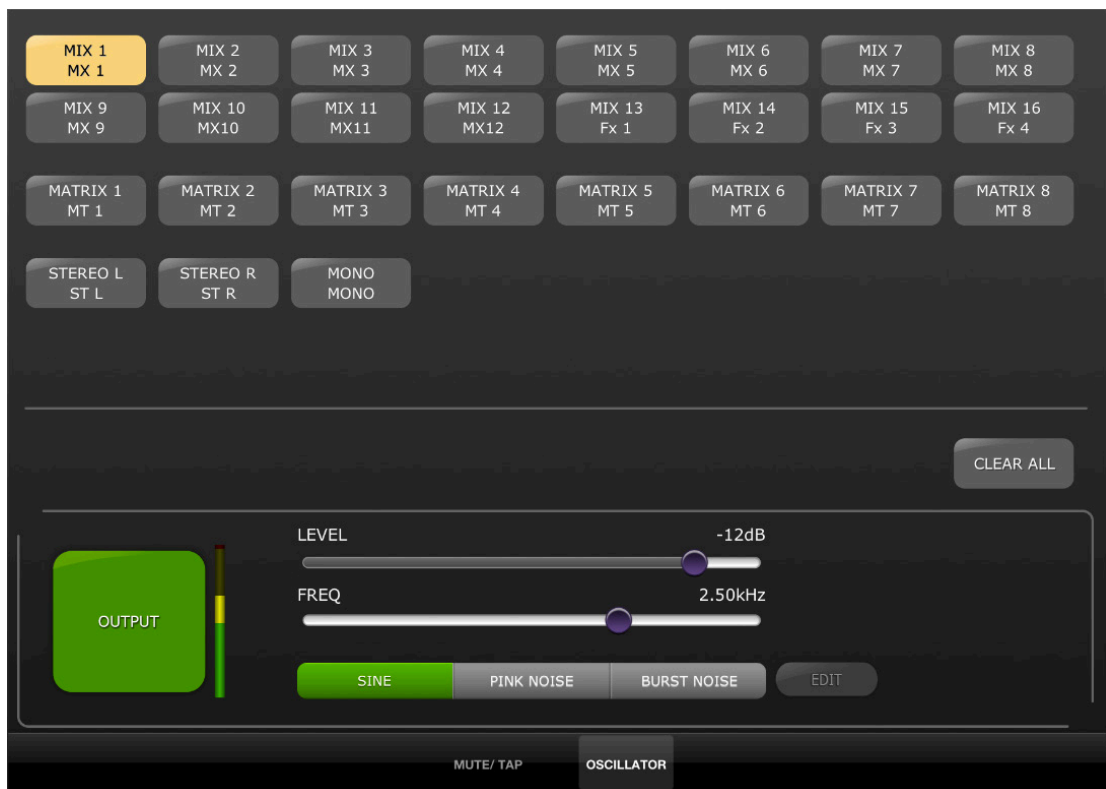 MIX 1 MIX 2 MIX 3 MIX 4 MIX 5 MIX 6 MIX 7 MIX 8
MX 1 MX 2 MX 3 MX 4 MX 5 MX 6 MX 7 MX 8
MIX 9 MIX 10 MIX 11 MIX 12 MIX 13 MIX 14 MIX 15 MIX 16
MX 9 MX10 MX11 MX12 Fx 1 Fx 2 Fx 3 Fx 4
MATRIX 1 MATRIX 2 MATRIX 3 MATRIX 4 MATRIX 5 MATRIX 6 MATRIX 7 MATRIX 8
MT 1 MT 2 MT 3 MT 4 MT 5 MT 6 MT 7 MT 8
STEREO L STEREO R MONO
ST L ST R MONO
CLEAR ALL
LEVEL -12dB
FREQ 2.50kHz
OUTPUT
SINE PINK NOISE BURST NOISE EDIT
MUTE/ TAP OSCILLATOR